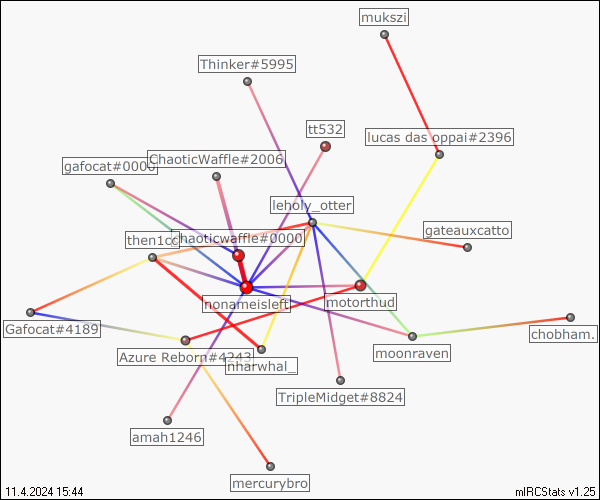 mukszi
Thinker#5995
tt532
lucas das oppai#2396
ChaoticWaffle#2006
gafocat#0000
leholy_otter
gateauxcatto
then1cc
chaoticwaffle#0000
nonameisleft
motorthud
Gafocat#4189
chobham.
Azure Reborn#4243
moonraven
nharwhal_
TripleMidget#8824
amah1246
mercurybro
11.4.2024 15:44
mIRCStats v1.25